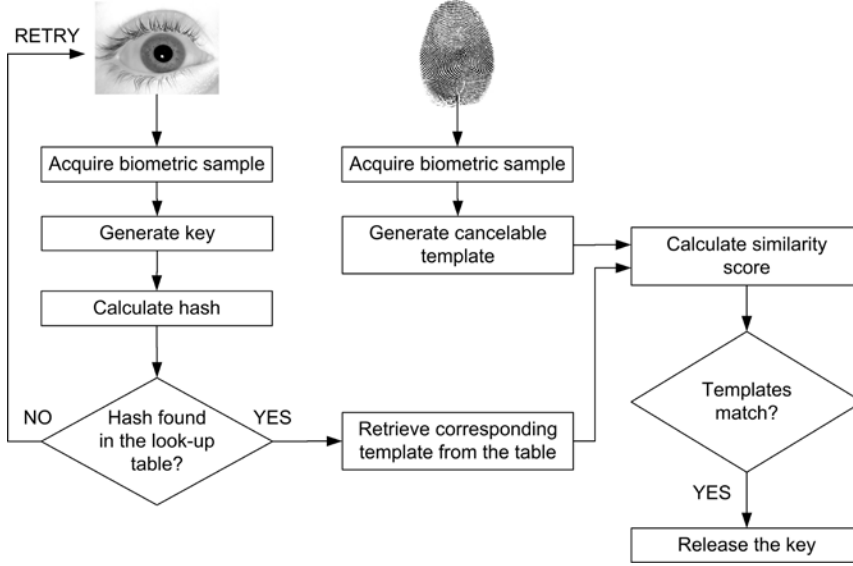 RETRY
Acquire biometric sample
Generate key
Calculate hash
Hash found
in the look-up
table?
NO
YES
Acquire biometric sample
Generate cancelable
template
Retrieve corresponding
template from the table
Calculate similarity
score
Templates
match?
YES
Release the key